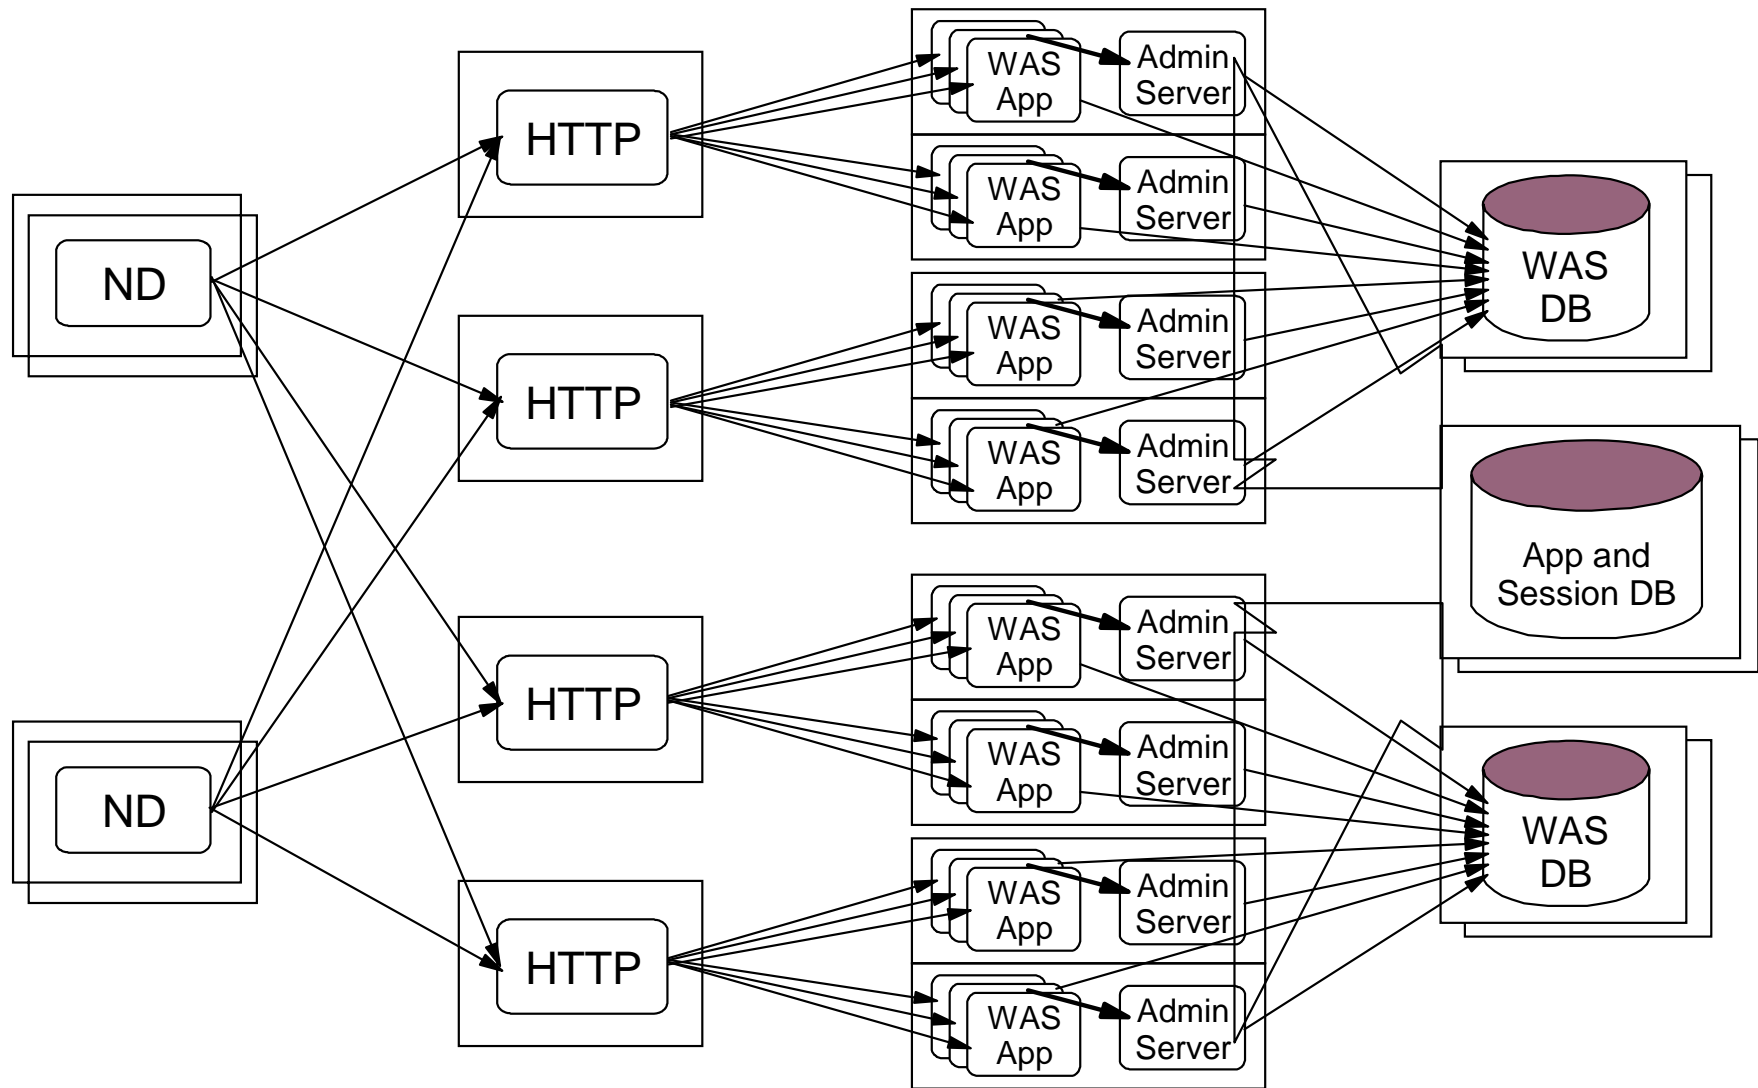 ND
ND
HTTP
HTTP
HTTP
HTTP
WAS
App
Admin
Server
WAS
App
Admin
Server
WAS
App
Admin
Server
WAS
App
Admin
Server
WAS
App
Admin
Server
WAS
App
Admin
Server
WAS
App
Admin
Server
WAS
App
Admin
Server
WAS
DB
App and
Session DB
WAS
DB